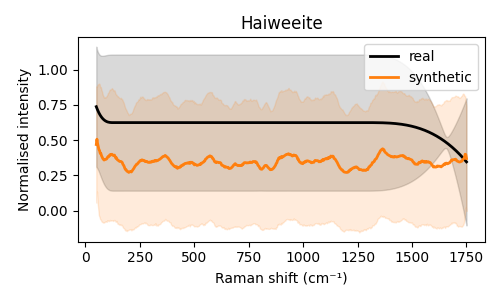 Haiweeite
Normalised intensity
1.00
0.75
0.50
0.25
0.00
real
synthetic
0 250 500 750 1000 1250 1500 1750
Raman shift (cm⁻¹)